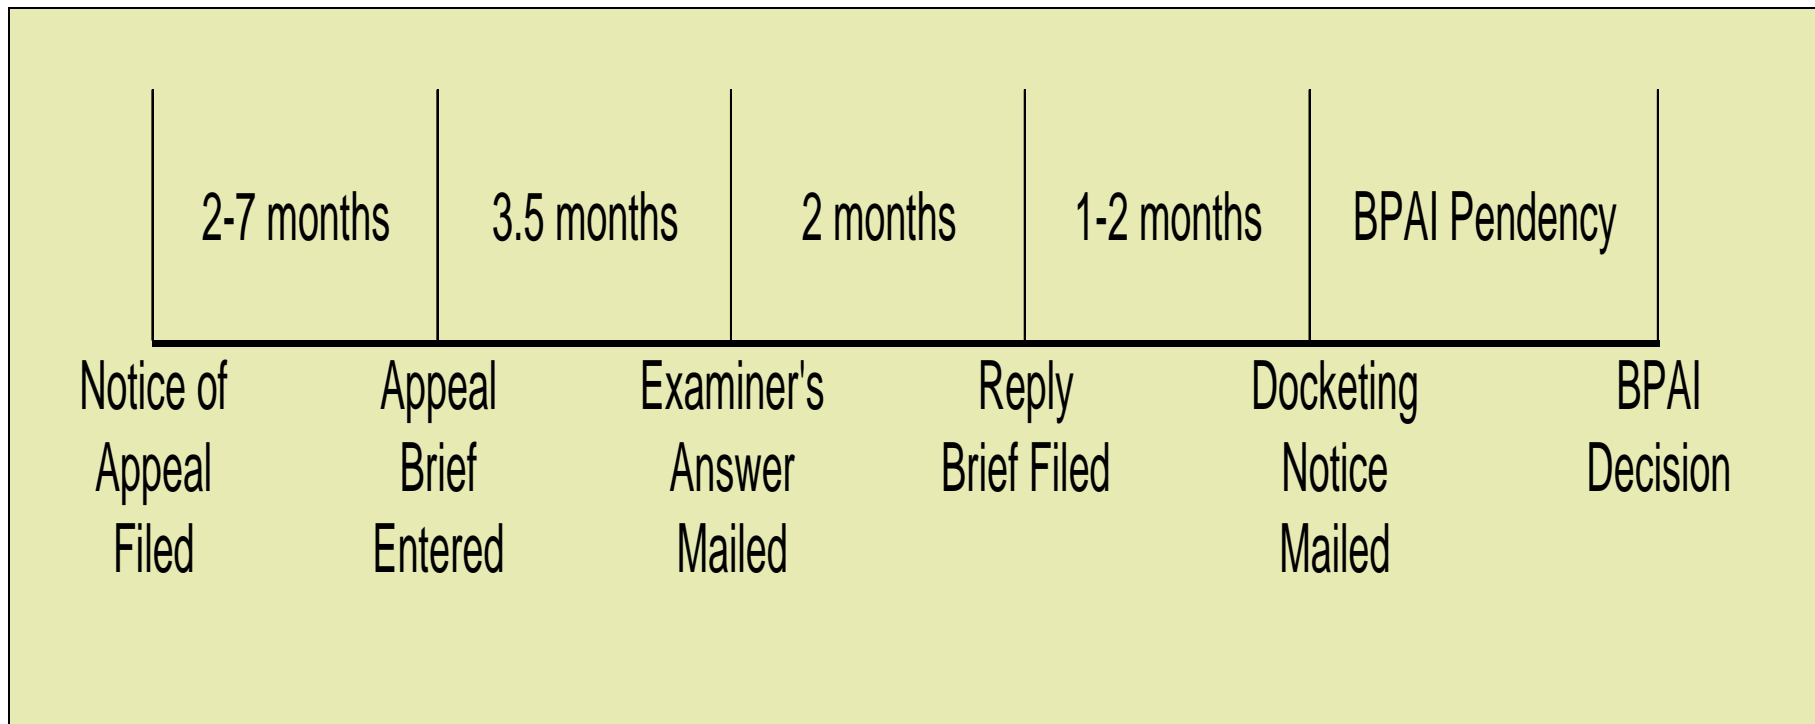 2-7 months
3.5 months
2 months
1-2 months
BPAI Pendency
Notice of
Appeal
Filed
Appeal
Brief
Entered
Examiner's
Answer
Mailed
Reply
Brief Filed
Docketing
Notice
Mailed
BPAI
Decision